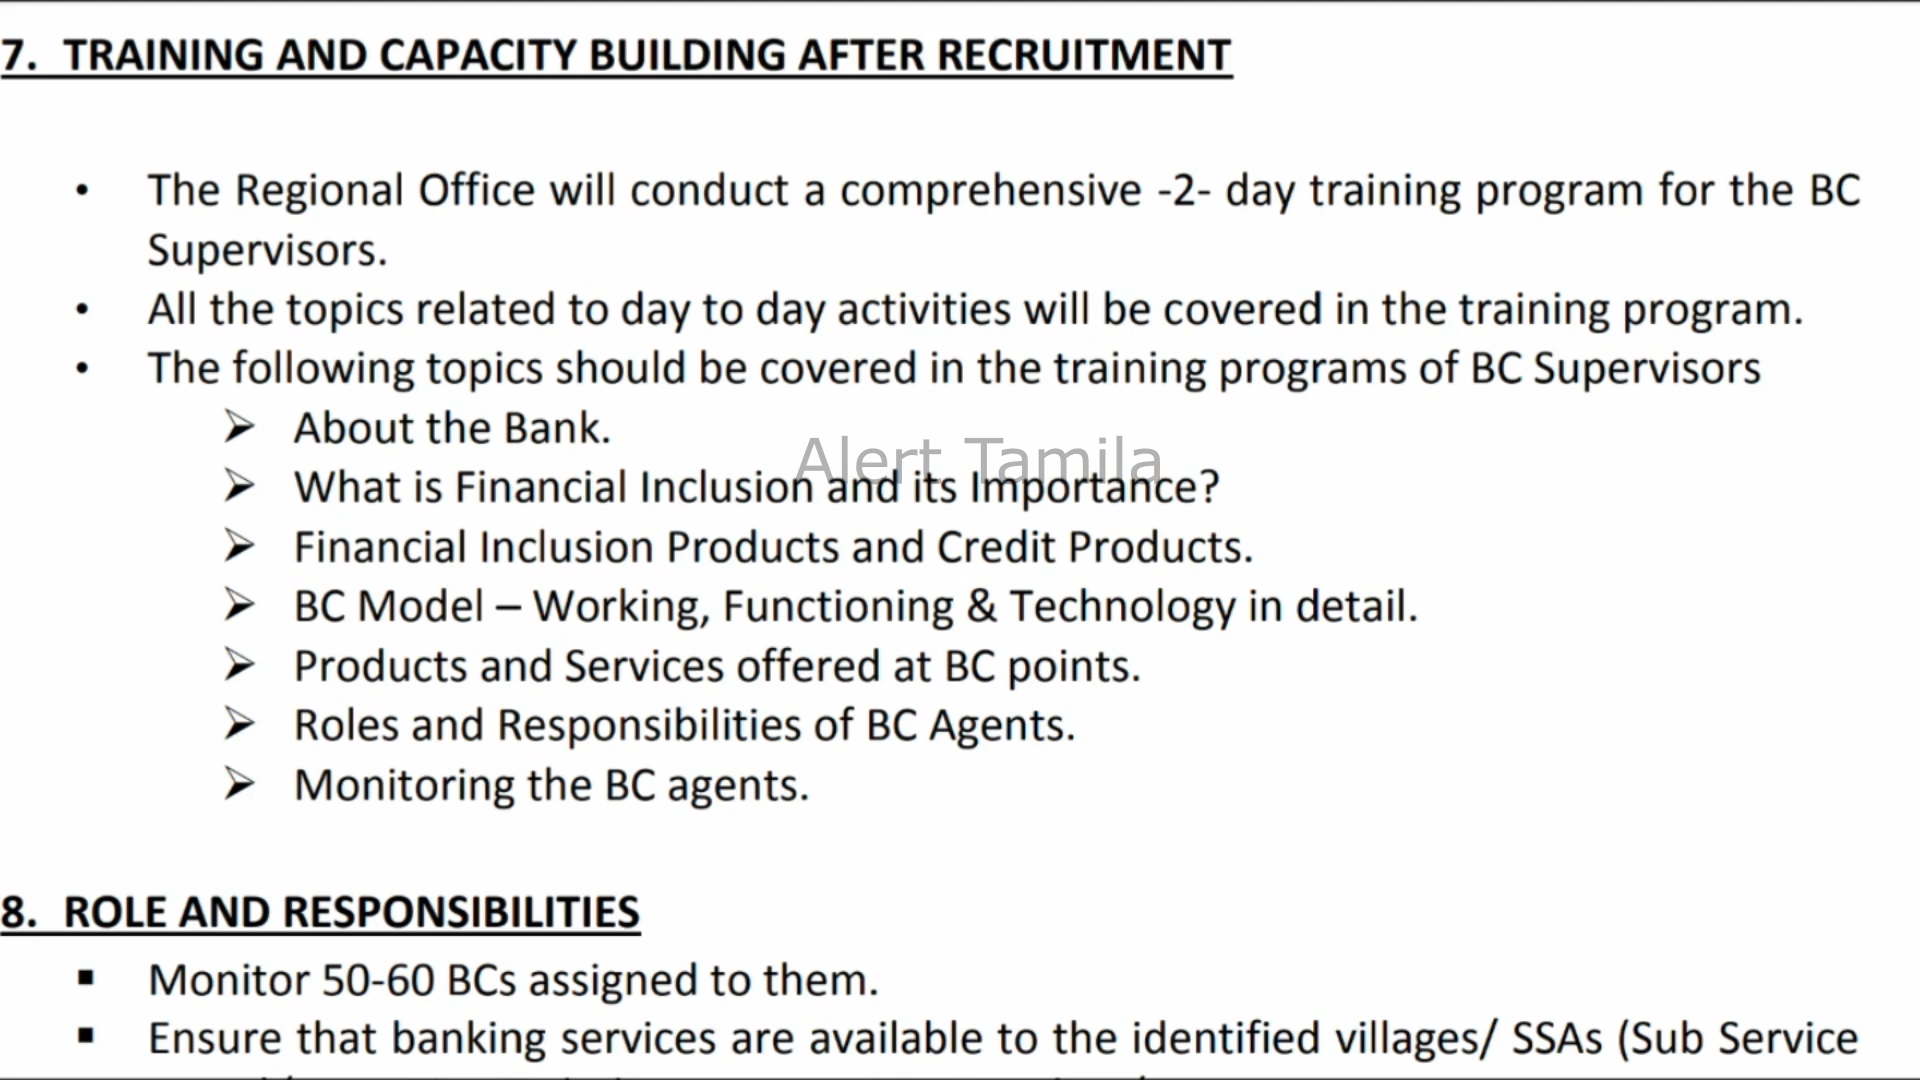 7. TRAINING AND CAPACITY BUILDING AFTER RECRUITMENT
• The Regional Office will conduct a comprehensive -2- day training program for the BC
Supervisors.
• All the topics related to day to day activities will be covered in the training program.
• The following topics should be covered in the training programs of BC Supervisors
➢ About the Bank.
Alert Tamila
➢ What is Financial Inclusion and its Importance?
➢ Financial Inclusion Products and Credit Products.
➢ BC Model – Working, Functioning & Technology in detail.
➢ Products and Services offered at BC points.
➢ Roles and Responsibilities of BC Agents.
➢ Monitoring the BC agents.
8. ROLE AND RESPONSIBILITIES
▪ Monitor 50-60 BCs assigned to them.
▪ Ensure that banking services are available to the identified villages/ SSAs (Sub Service